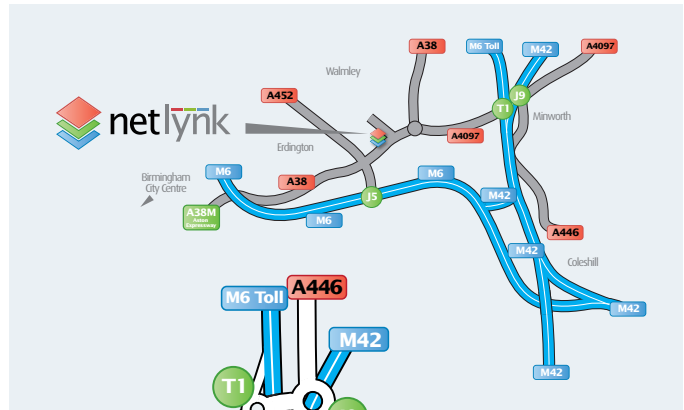 A38
M6 Toll
M42
A4097
Walmley
A452
J9
T1
netlynk
Minworth
A4097
Erdington
Birmingham
City Centre
M6
A38
M6
J5
M42
A38M
Aston
Expressway
M6
A446
M42
Coleshill
M42
M42
A446
M6 Toll
M42
T1